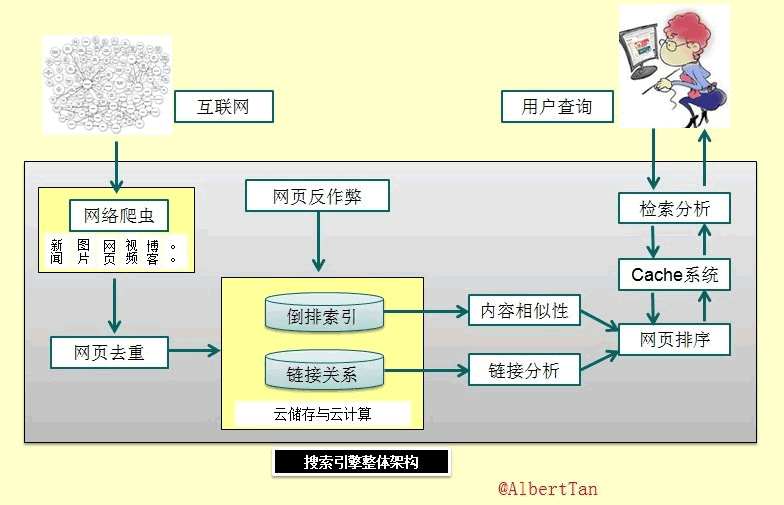 互联网
用户查询
网络爬虫
新闻 图片 网页 视频 博客 。。
网页反作弊
检索分析
Cache系统
倒排索引
内容相似性
网页排序
网页去重
链接关系
链接分析
云储存与云计算
搜索引擎整体架构
@AlbertTan